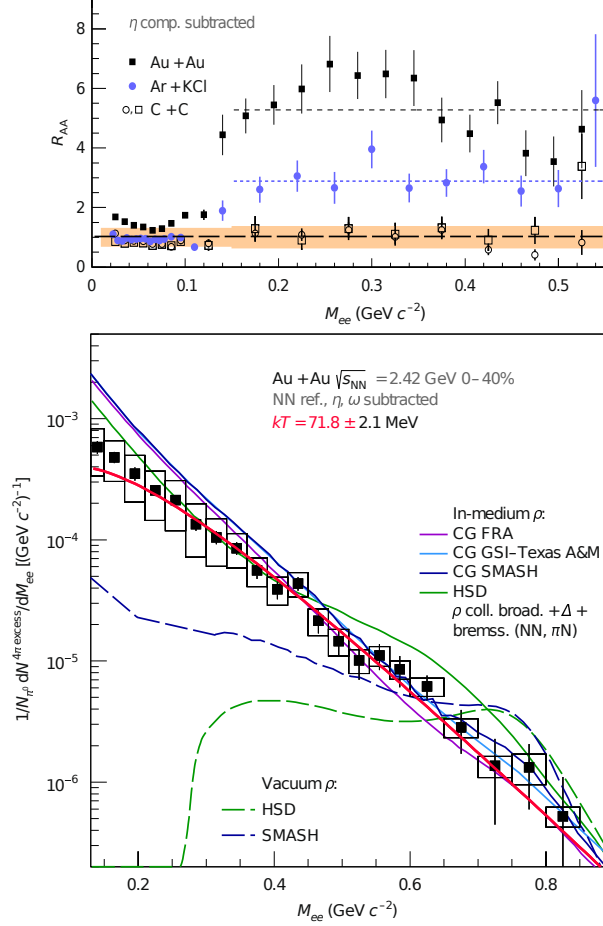 η comp. subtracted
Au + Au
Ar + KCl
C + C
R_AA
8
6
4
2
0
0 0.1 0.2 0.3 0.4 0.5
M_ee (GeV c⁻²)
Au + Au √s_NN = 2.42 GeV 0–40%
NN ref., η, ω subtracted
kT = 71.8 ± 2.1 MeV
In-medium ρ:
CG FRA
CG GSI–Texas A&M
CG SMASH
HSD
ρ coll. broad. + Δ +
bremss. (NN, πN)
Vacuum ρ:
HSD
SMASH
1/N_π⁰ dN^4π excess/dM_ee [(GeV c⁻²)⁻¹]
10⁻³
10⁻⁴
10⁻⁵
10⁻⁶
0.2 0.4 0.6 0.8
M_ee (GeV c⁻²)